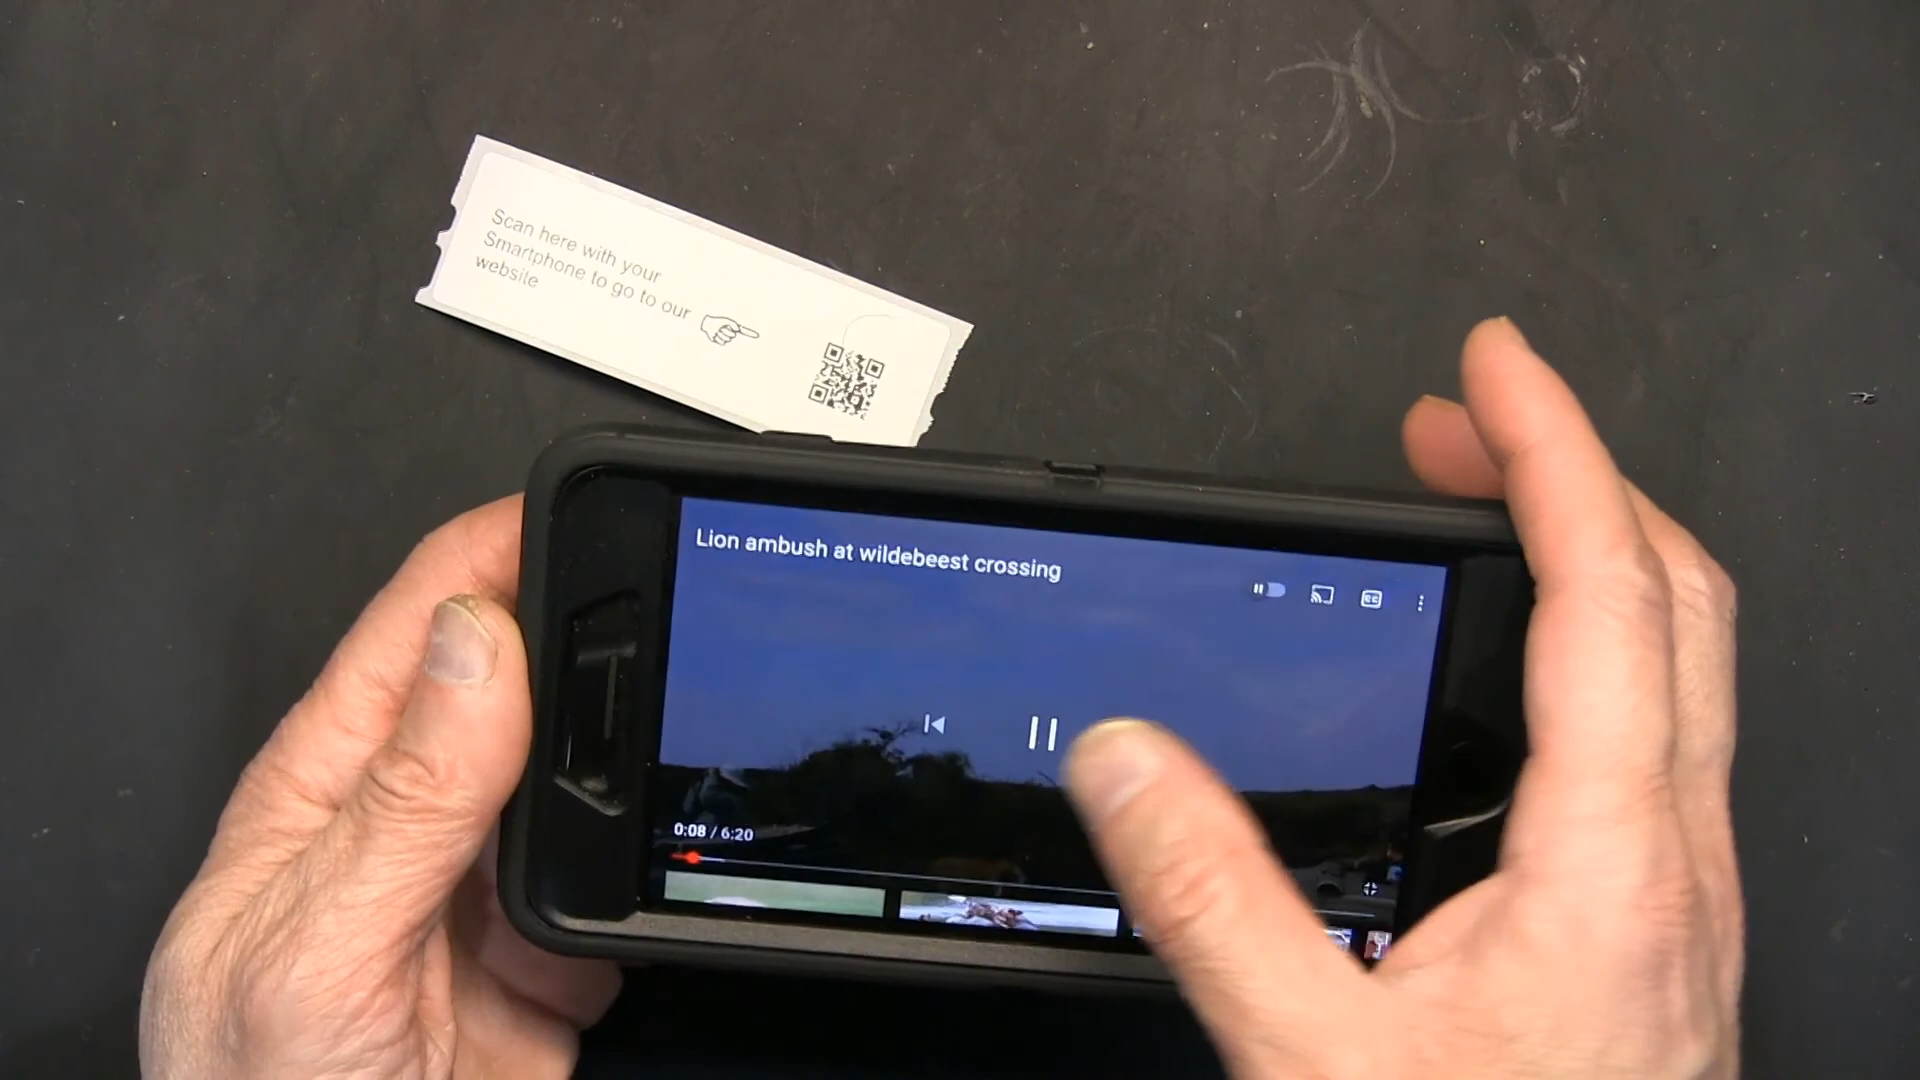 Scan here with your
Smartphone to go to our
website
Lion ambush at wildebeest crossing
CC
0:08 / 6:20